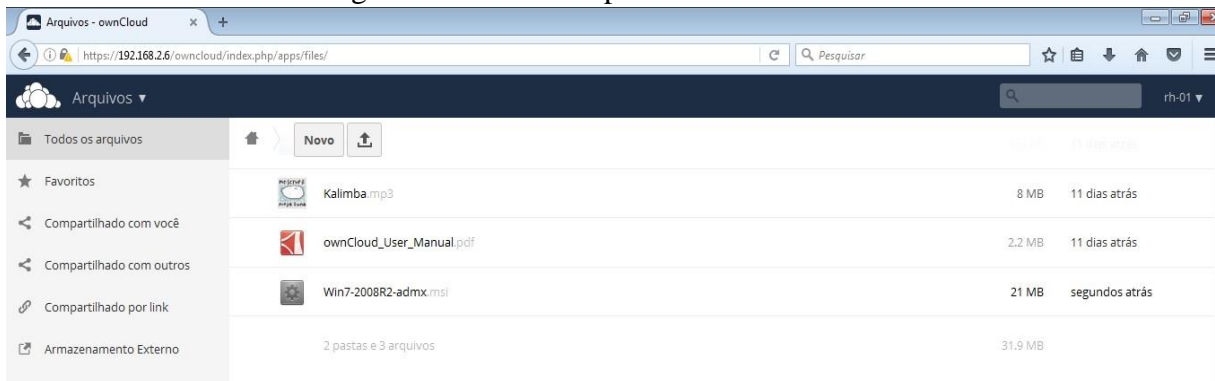 Arquivos - ownCloud
https://192.168.2.6/owncloud/index.php/apps/files/
Pesquisar
Arquivos ▾
rh-01 ▾
Todos os arquivos
Novo
11 dias atrás
Favoritos
Kalimba.mp3
8 MB
11 dias atrás
Compartilhado com você
ownCloud_User_Manual.pdf
2.2 MB
11 dias atrás
Compartilhado com outros
Win7-2008R2-admx.msi
21 MB
segundos atrás
Compartilhado por link
Armazenamento Externo
2 pastas e 3 arquivos
31.9 MB